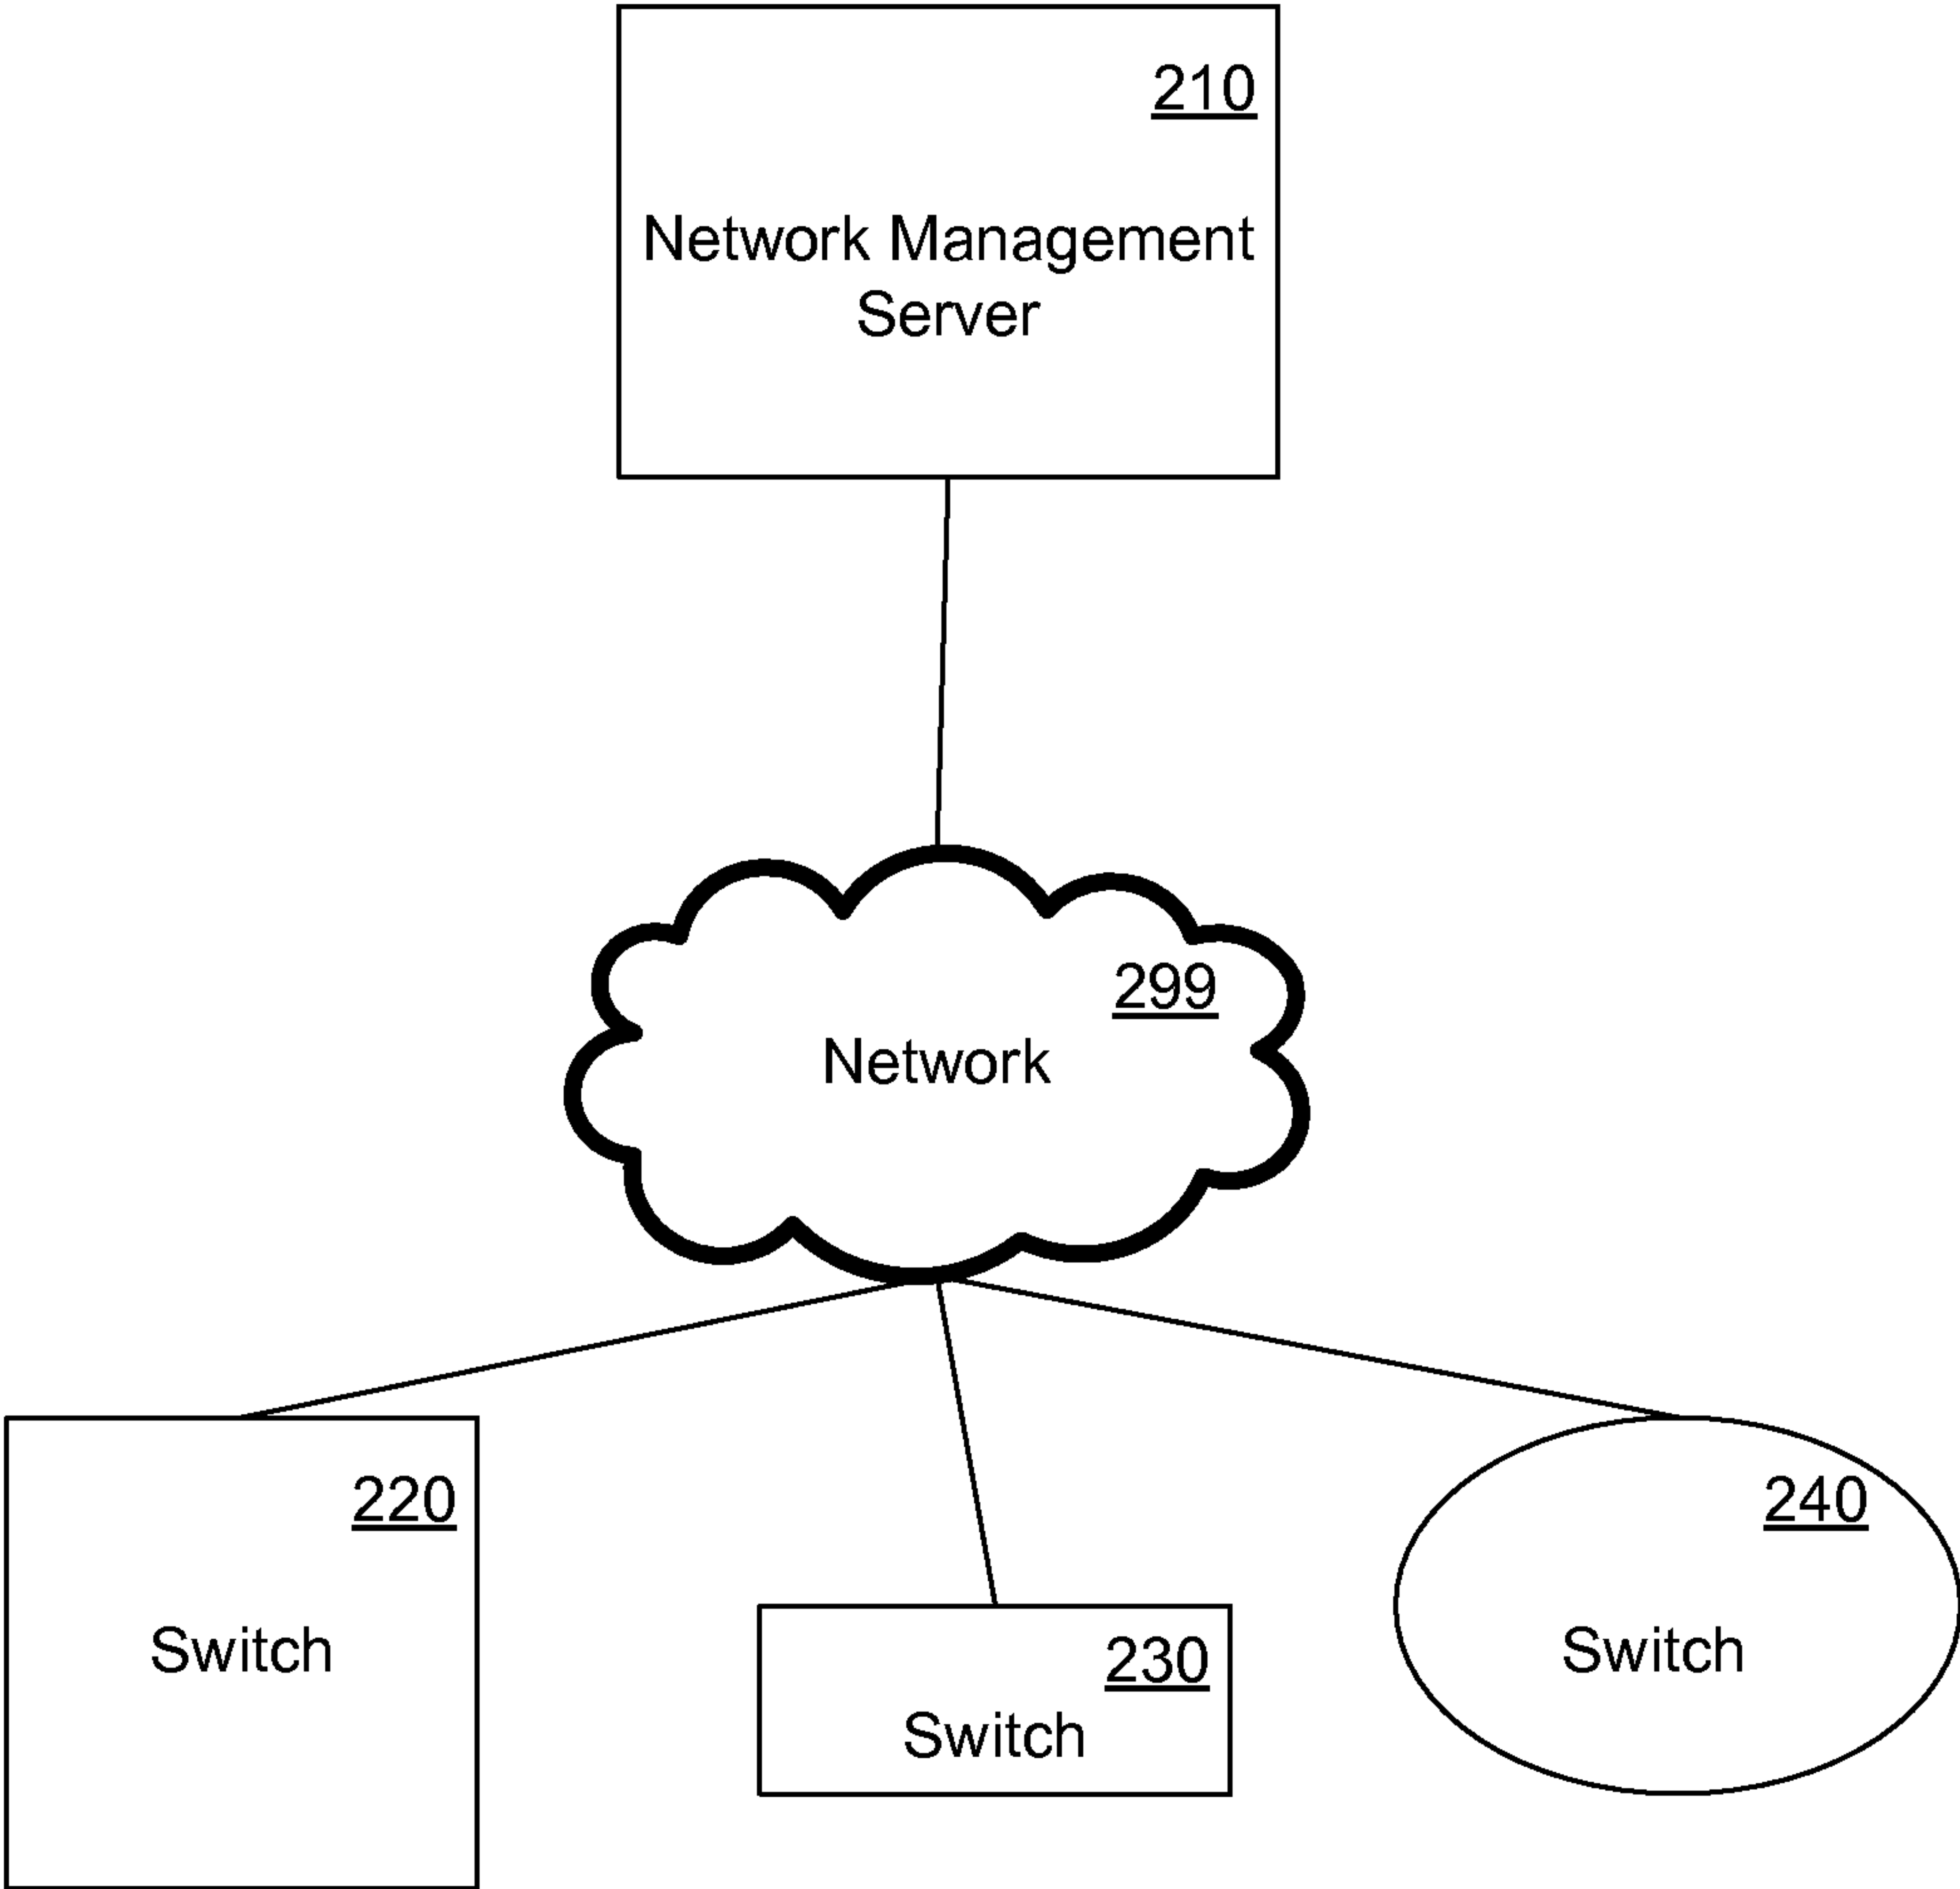 210
Network Management
Server
299
Network
220
Switch
230
Switch
240
Switch